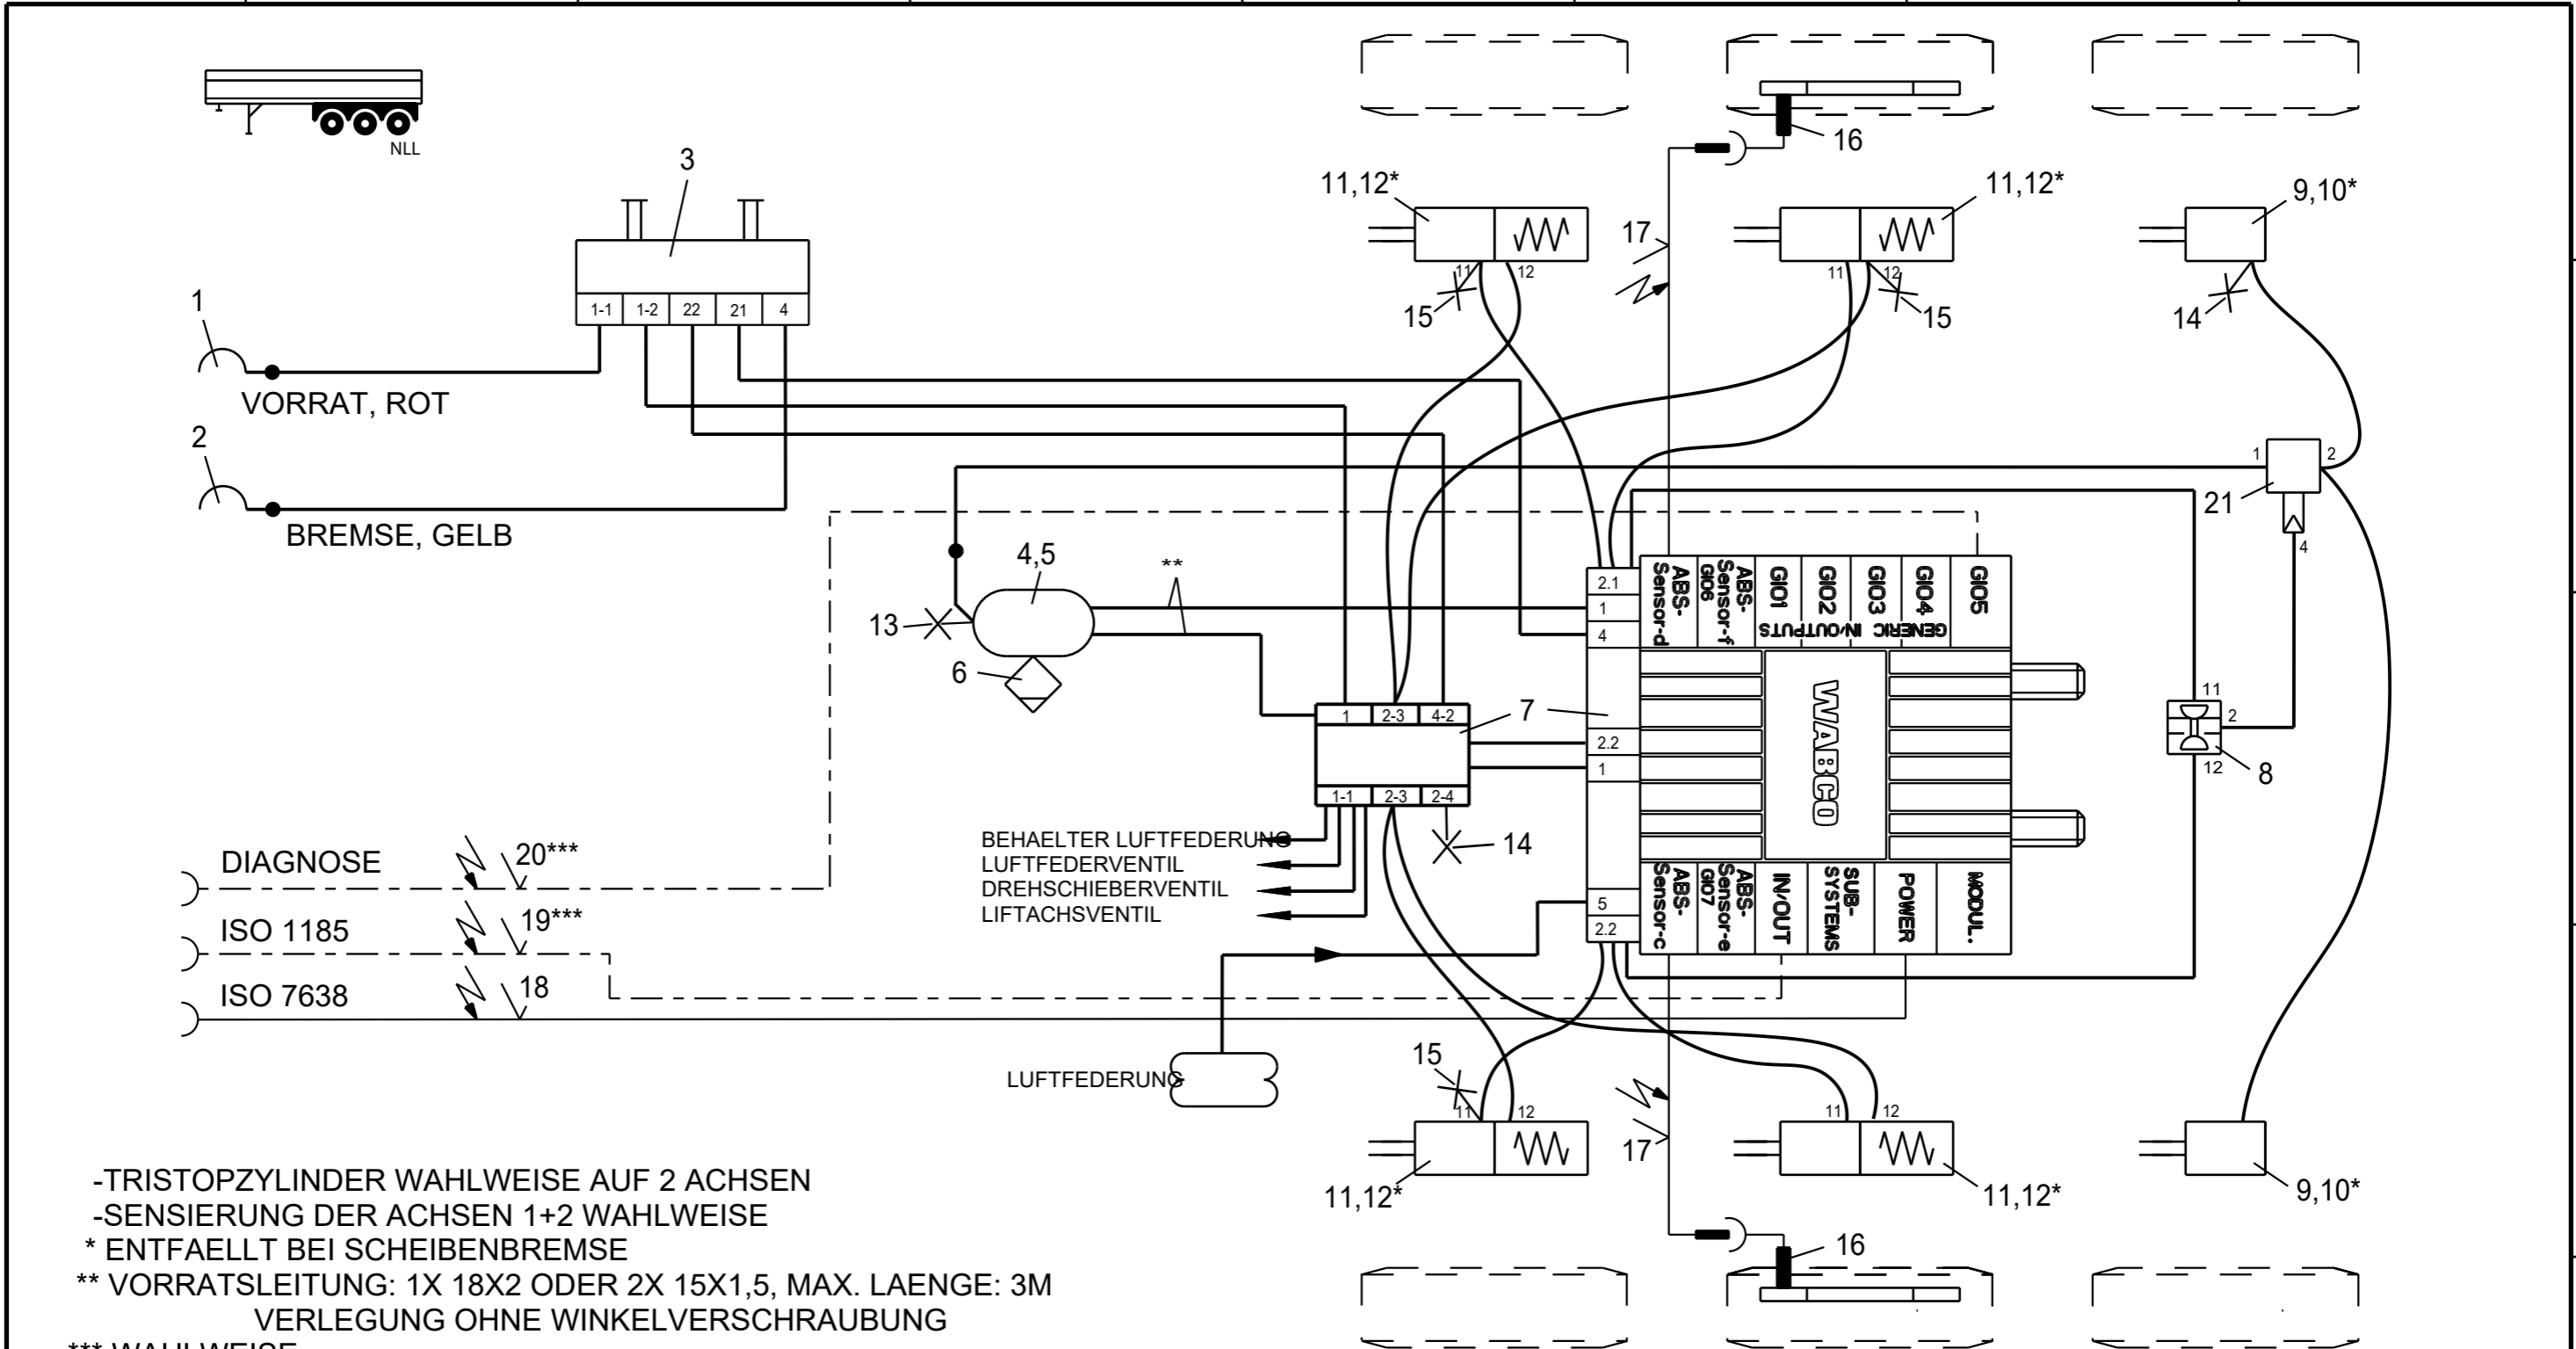 NLL
3
1-1 1-2 22 21 4
1
VORRAT, ROT
2
BREMSE, GELB
16
11,12*
11,12*
9,10*
17
11 12
11 12
15
15
14
1 2
21
4
4,5
**
13
6
2.1
1
4
ABS-
Sensor-d
ABS-
Sensor-f
GIO6
GIO1
GIO2
GIO3
GIO4
GIO5
GENERIC IN/OUTPUTS
7
1 2-3 4-2
2.2
1
WABCO
11
2
12
8
1-1 2-3 2-4
14
BEHAELTER LUFTFEDERUNG
LUFTFEDERVENTIL
DREHSCHIEBERVENTIL
LIFTACHSVENTIL
5
2.2
ABS-
Sensor-c
ABS-
Sensor-e
GIO7
IN/OUT
SUB-
SYSTEMS
POWER
MODUL.
DIAGNOSE
20***
ISO 1185
19***
ISO 7638
18
LUFTFEDERUNG
15
11 12
17
11 12
11,12*
11,12*
9,10*
16
-TRISTOPZYLINDER WAHLWEISE AUF 2 ACHSEN
-SENSIERUNG DER ACHSEN 1+2 WAHLWEISE
* ENTFAELLT BEI SCHEIBENBREMSE
** VORRATSLEITUNG: 1X 18X2 ODER 2X 15X1,5, MAX. LAENGE: 3M
VERLEGUNG OHNE WINKELVERSCHRAUBUNG
*** WAHLWEISE